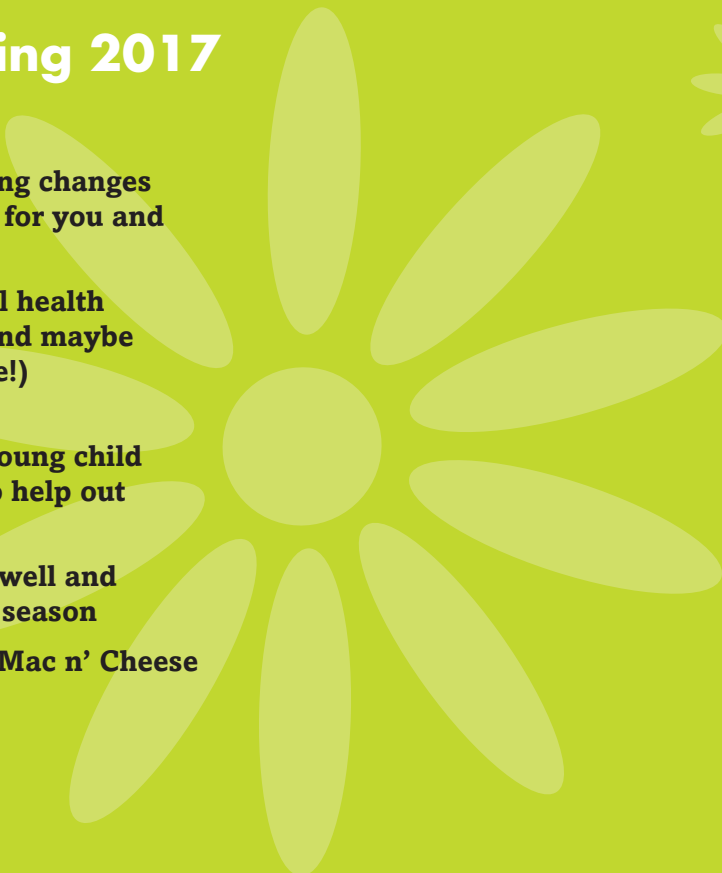 ing 2017
ng changes
for you and
l health
nd maybe
e!)
oung child
o help out
well and
season
Mac n’ Cheese